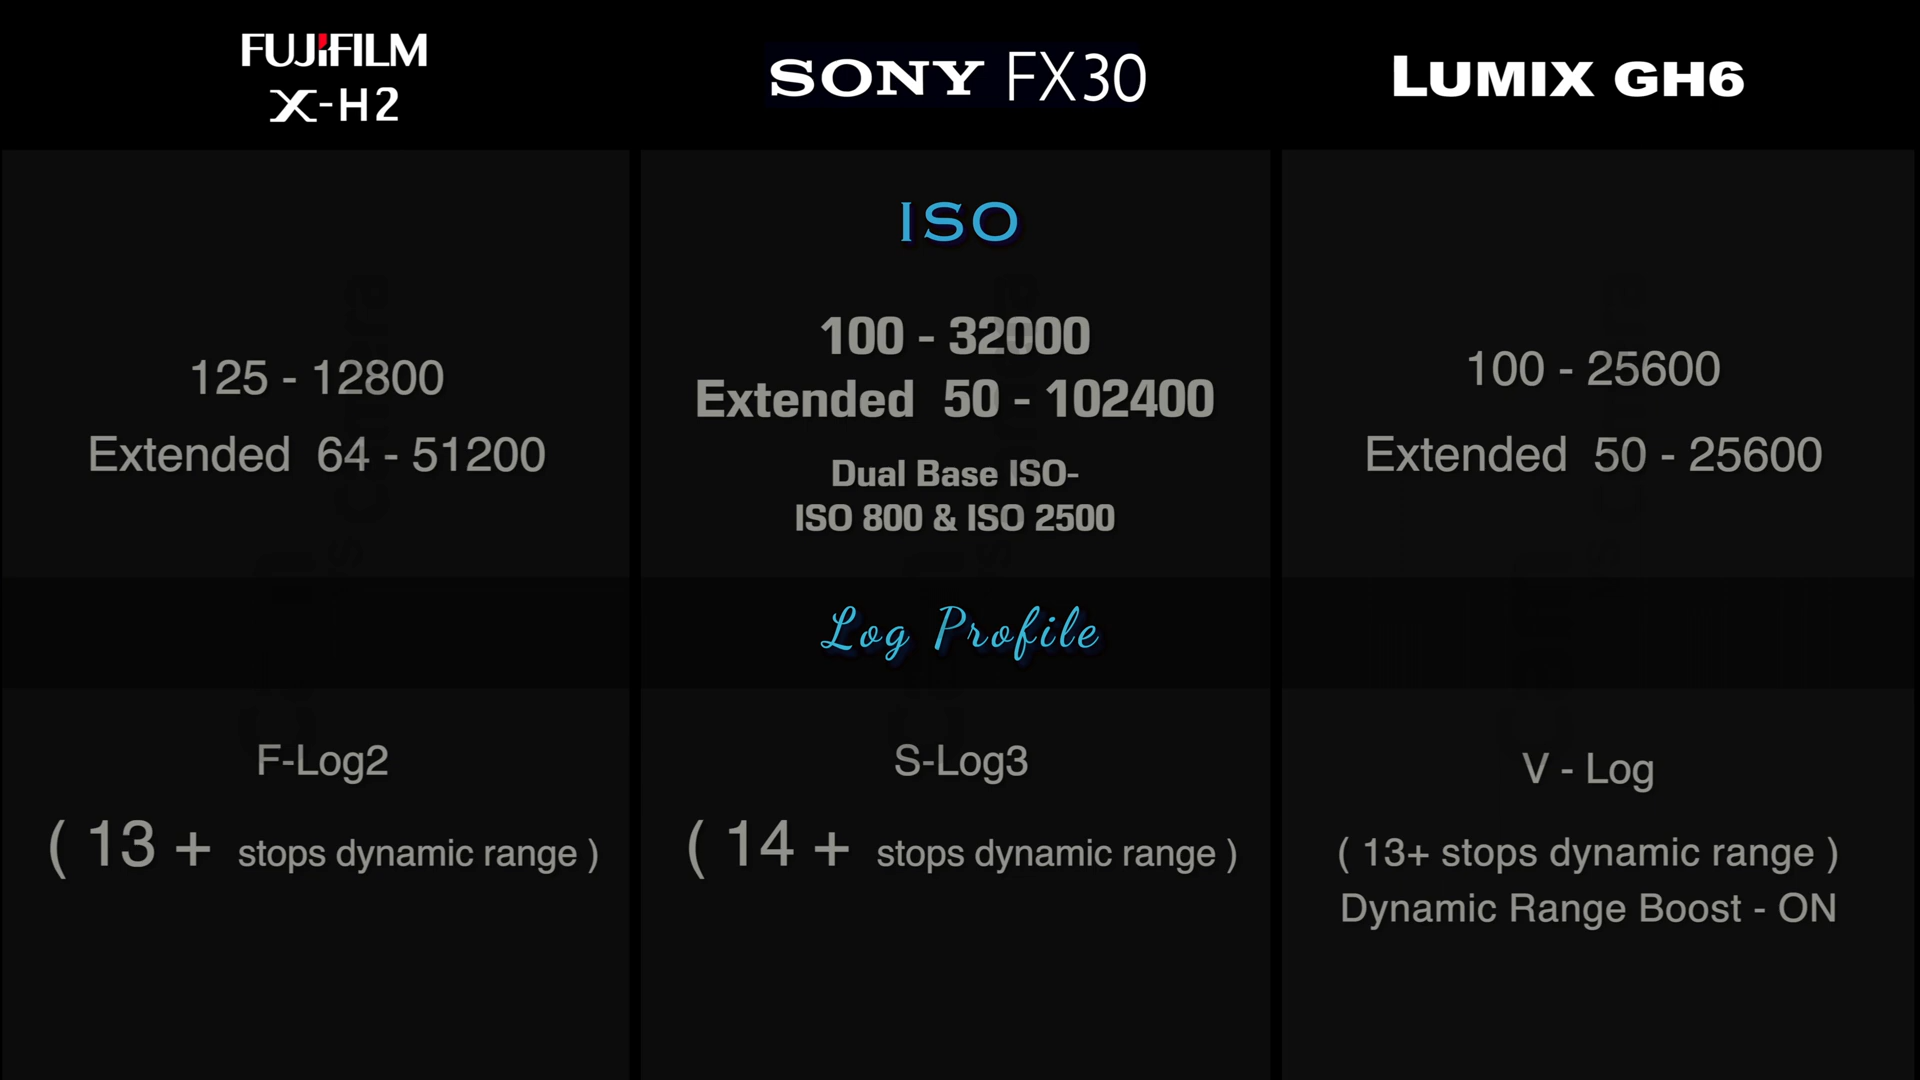 FUJIFILM
X-H2
SONY FX30
LUMIX GH6
ISO
125 - 12800
Extended 64 - 51200
100 - 32000
Extended 50 - 102400
Dual Base ISO-
ISO 800 & ISO 2500
100 - 25600
Extended 50 - 25600
Log Profile
F-Log2
( 13 + stops dynamic range )
S-Log3
( 14 + stops dynamic range )
V - Log
( 13+ stops dynamic range )
Dynamic Range Boost - ON